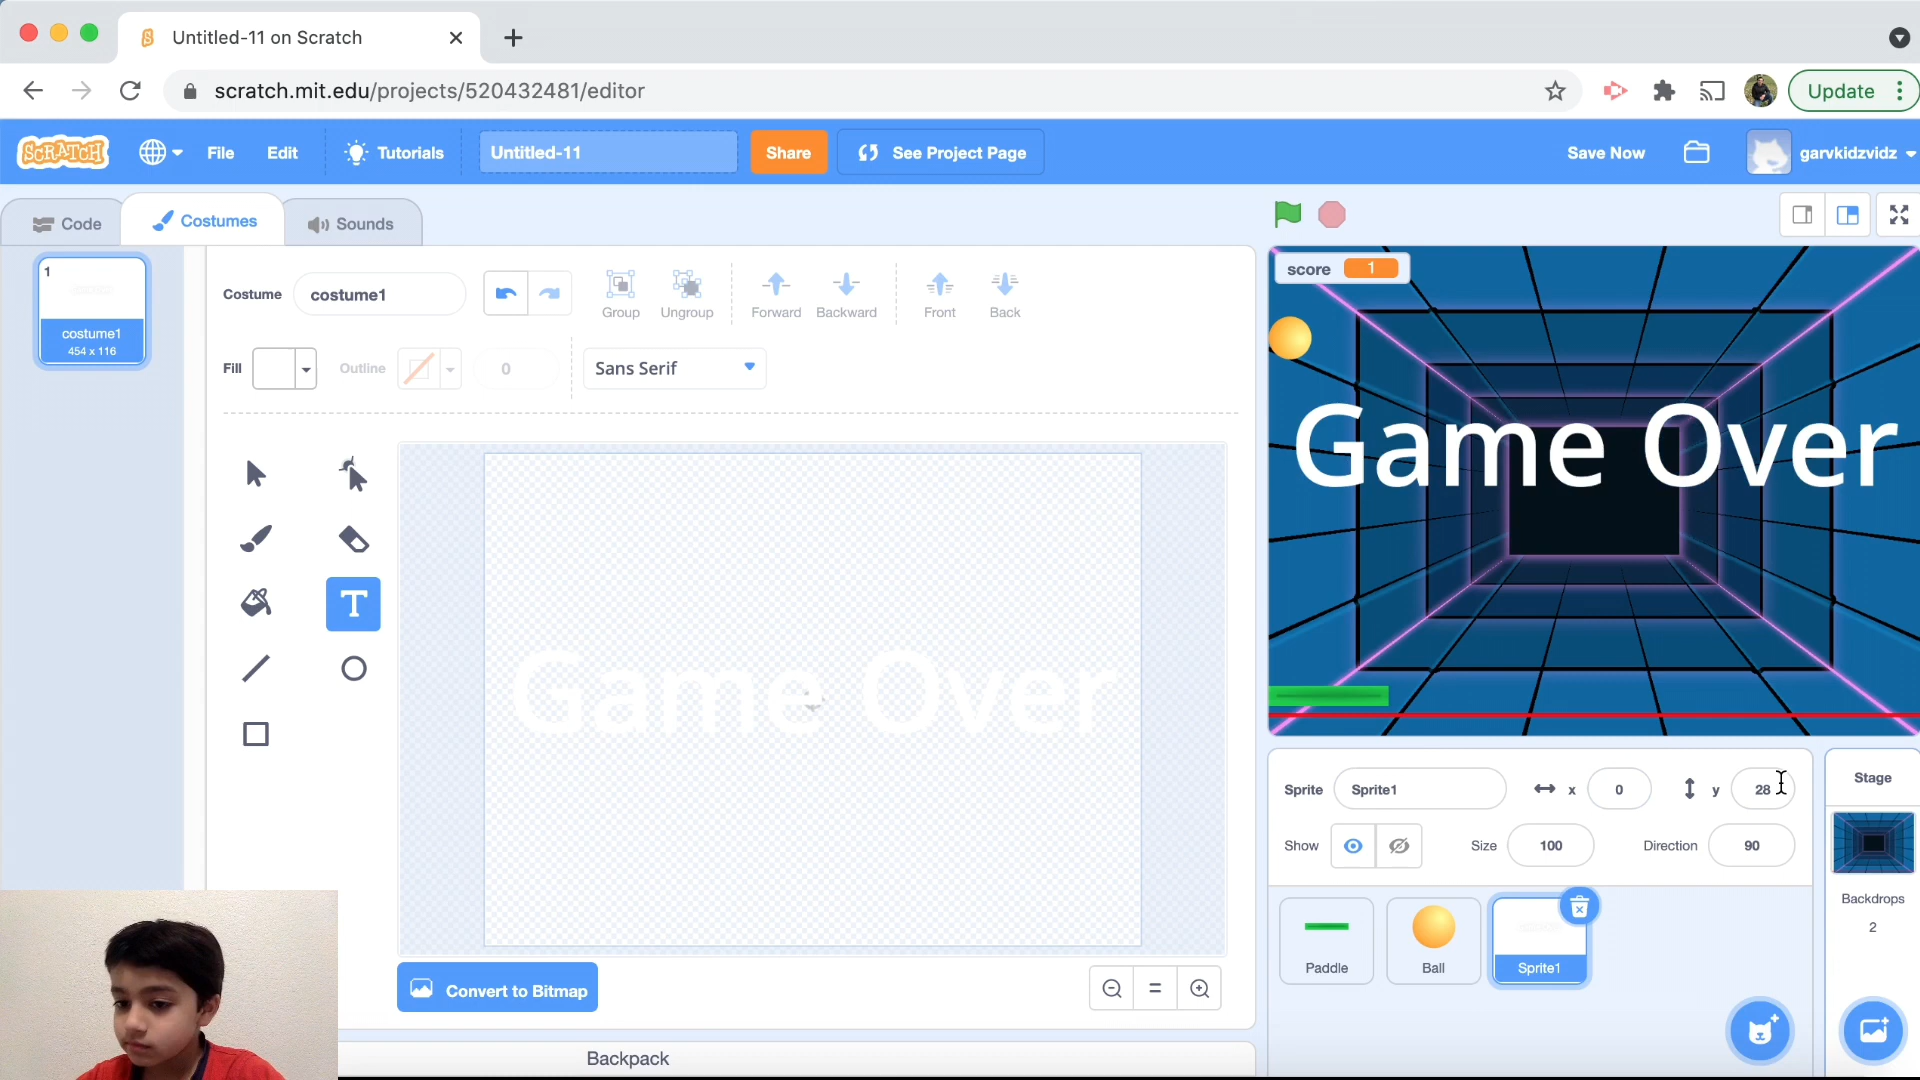 Untitled-11 on Scratch
scratch.mit.edu/projects/520432481/editor
Update
SCRATCH
File
Edit
Tutorials
Untitled-11
Share
See Project Page
Save Now
garvkidzvidz
Code
Costumes
Sounds
1
costume1
454 x 116
Costume
costume1
Group
Ungroup
Forward
Backward
Front
Back
Fill
Outline
0
Sans Serif
T
Game Over
Convert to Bitmap
Backpack
score 1
Game Over
Sprite
Sprite1
x
0
y
28
Show
Size
100
Direction
90
Paddle
Ball
Sprite1
Stage
Backdrops
2